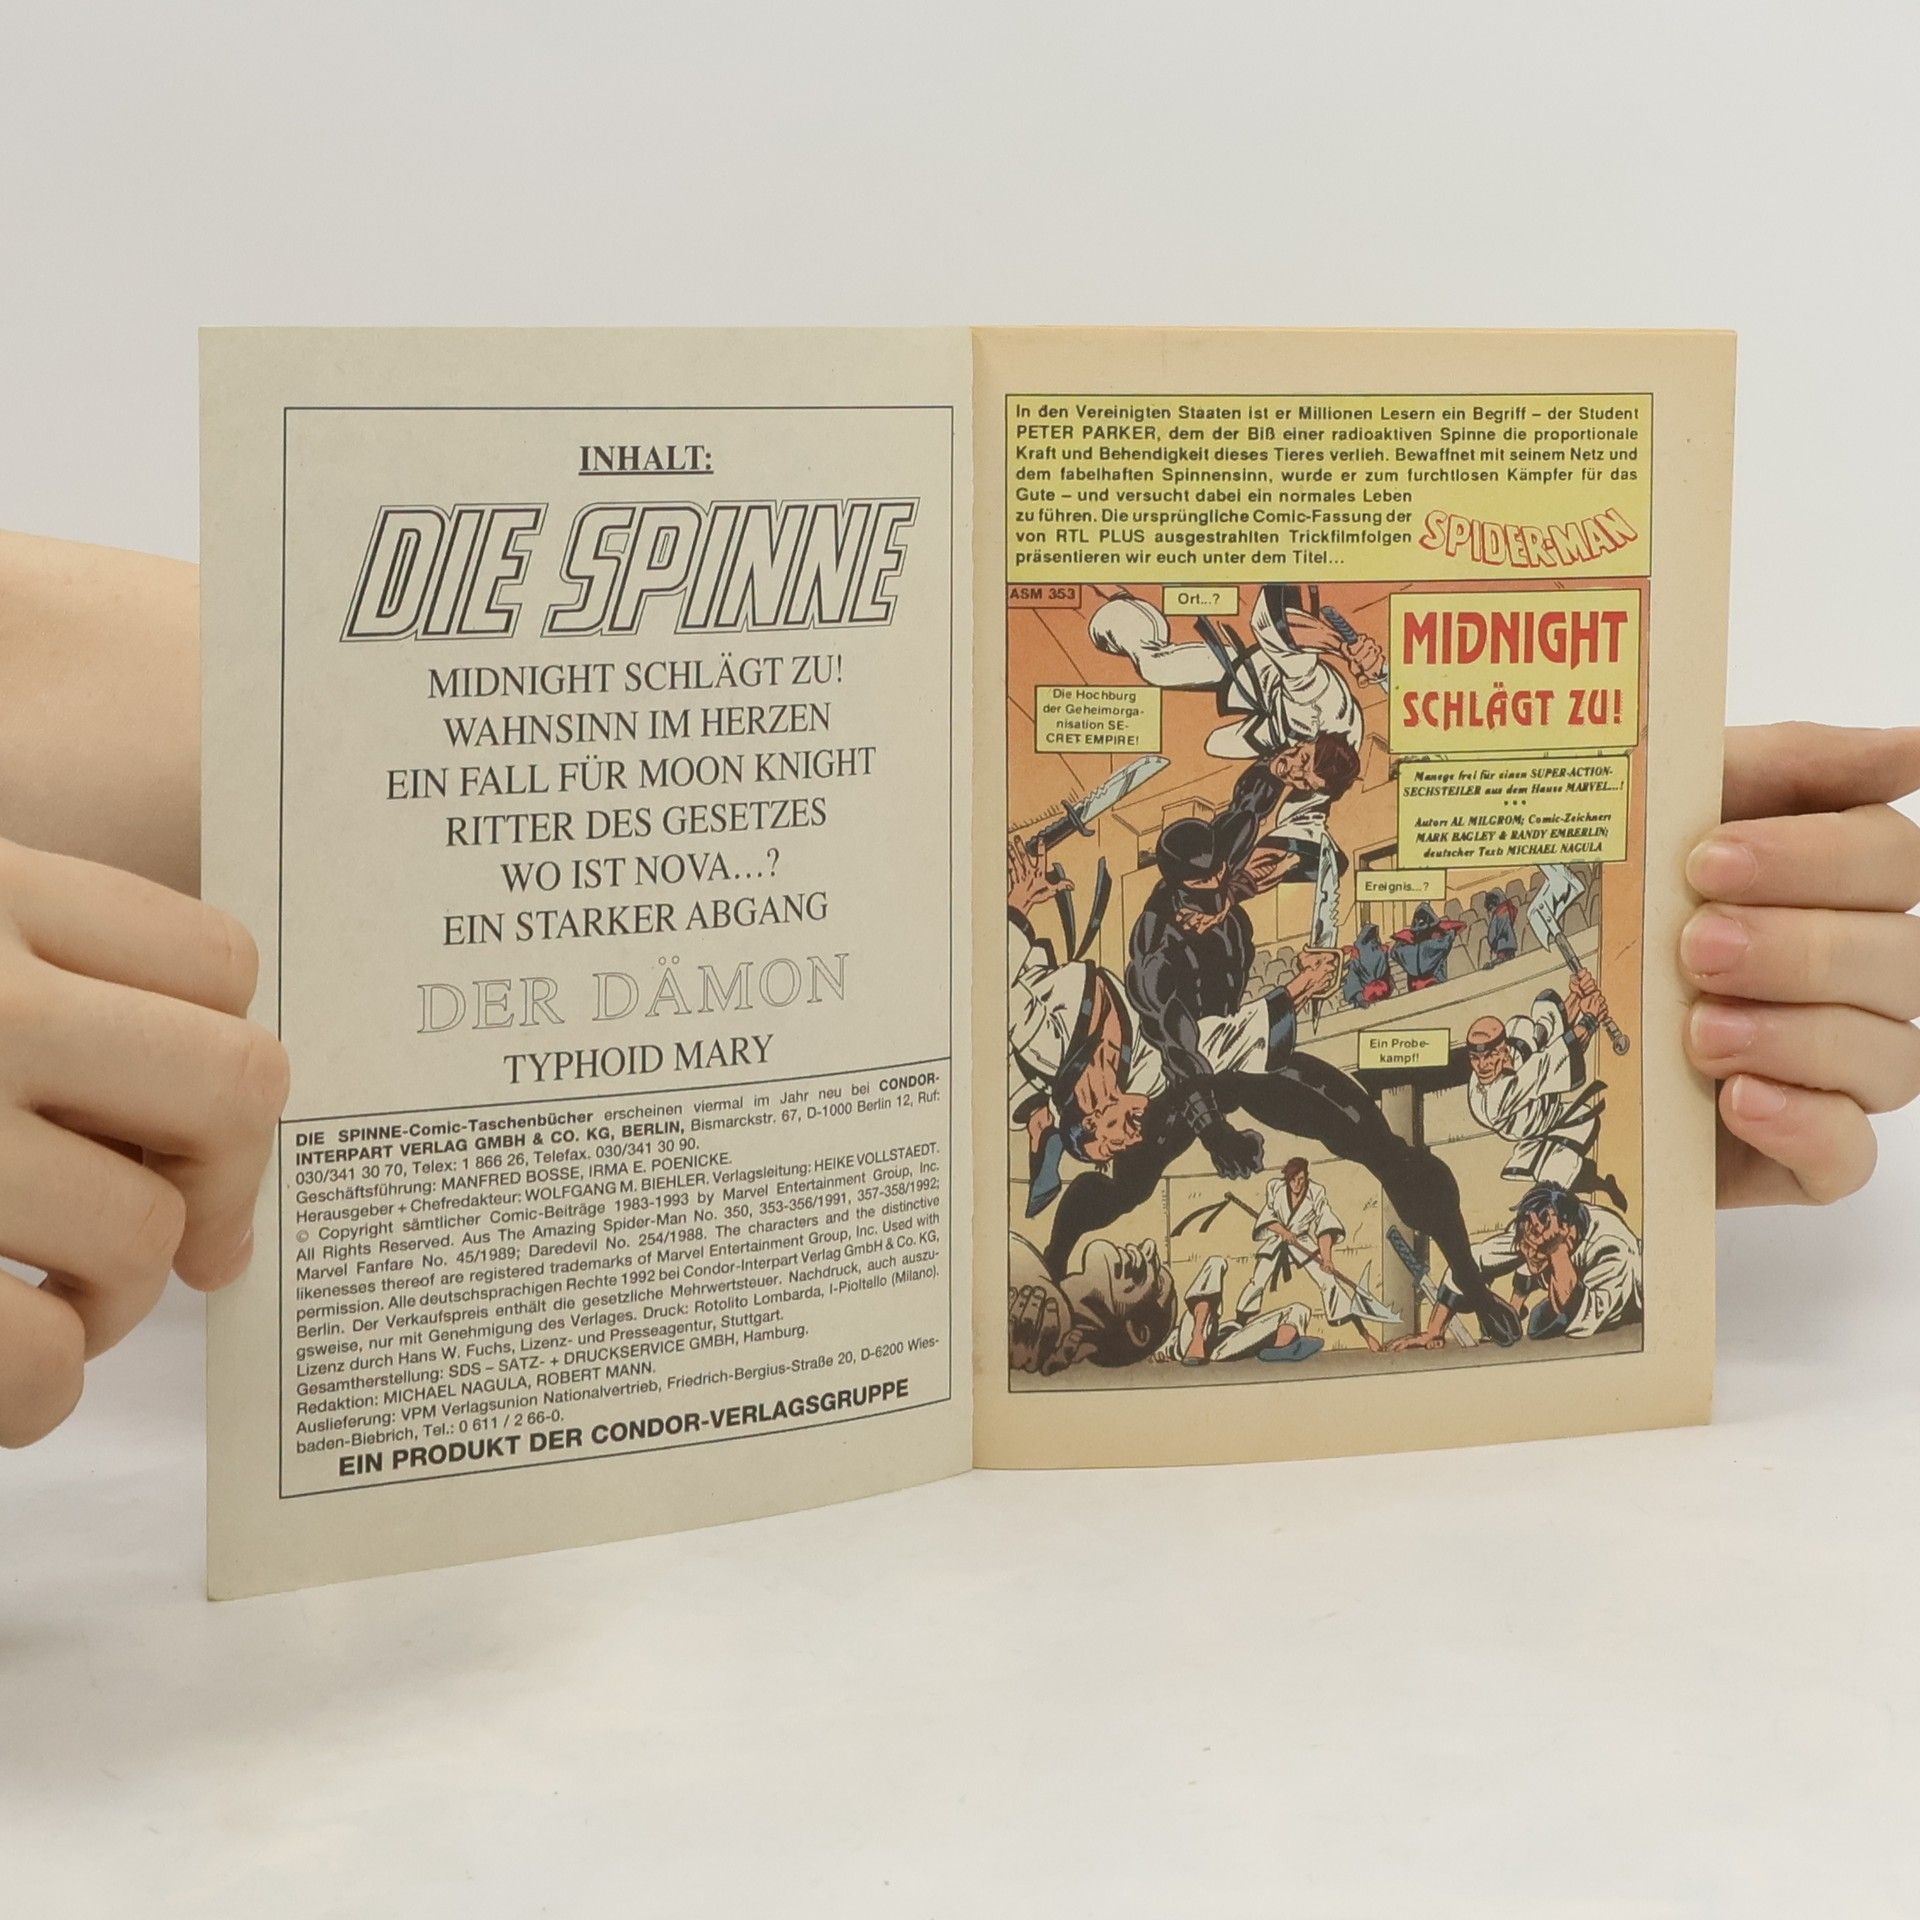 INHALT:
DIE SPINNE
MIDNIGHT SCHLÄGT ZU!
WAHNSINN IM HERZEN
EIN FALL FÜR MOON KNIGHT
RITTER DES GESETZES
WO IST NOVA...?
EIN STARKER ABGANG
DER DÄMON
TYPHOID MARY
DIE SPINNE-Comic-Taschenbücher erscheinen viermal im Jahr neu bei CONDOR-
INTERPART VERLAG GMBH & CO. KG, BERLIN, Bismarckstr. 67, D-1000 Berlin 12, Ruf:
030/341 30 70, Telex: 1 866 26, Telefax. 030/341 30 90.
Geschäftsführung: MANFRED BOSSE, IRMA E. POENICKE.
Herausgeber + Chefredakteur: WOLFGANG M. BIEHLER. Verlagsleitung: HEIKE VOLLSTAEDT.
© Copyright sämtlicher Comic-Beiträge 1983-1993 by Marvel Entertainment Group, Inc.
All Rights Reserved. Aus The Amazing Spider-Man No. 350, 353-356/1991, 357-358/1992;
Marvel Fanfare No. 45/1989; Daredevil No. 254/1988. The characters and the distinctive
likenesses thereof are registered trademarks of Marvel Entertainment Group, Inc. Used with
permission. Alle deutschsprachigen Rechte 1992 bei Condor-Interpart Verlag GmbH & Co. KG,
Berlin. Der Verkaufspreis enthält die gesetzliche Mehrwertsteuer. Nachdruck, auch auszu-
gsweise, nur mit Genehmigung des Verlages. Druck: Rotolito Lombarda, I-Pioltello (Milano).
Lizenz durch Hans W. Fuchs, Lizenz- und Presseagentur, Stuttgart.
Gesamtherstellung: SDS – SATZ- + DRUCKSERVICE GMBH, Hamburg.
Redaktion: MICHAEL NAGULA, ROBERT MANN.
Auslieferung: VPM Verlagsunion Nationalvertrieb, Friedrich-Bergius-Straße 20, D-6200 Wies-
baden-Biebrich, Tel.: 0 611 / 2 66-0.
EIN PRODUKT DER CONDOR-VERLAGSGRUPPE
In den Vereinigten Staaten ist er Millionen Lesern ein Begriff – der Student
PETER PARKER, dem der Biß einer radioaktiven Spinne die proportionale
Kraft und Behendigkeit dieses Tieres verlieh. Bewaffnet mit seinem Netz und
dem fabelhaften Spinnensinn, wurde er zum furchtlosen Kämpfer für das
Gute – und versucht dabei ein normales Leben
zu führen. Die ursprüngliche Comic-Fassung der
von RTL PLUS ausgestrahlten Trickfilmfolgen
präsentieren wir euch unter dem Titel...
SPIDER-MAN
ASM 353
Ort...?
MIDNIGHT
SCHLÄGT ZU!
Die Hochburg
der Geheimorga-
nisation SE-
CRET EMPIRE!
Manege frei für einen SUPER-ACTION-
SECHSTEILER aus dem Hause MARVEL...!
* * *
Autor: AL MILGROM; Comic-Zeichner:
MARK BAGLEY & RANDY EMBERLIN;
deutscher Text: MICHAEL NAGULA
Ereignis...?
Ein Probe-
kampf!